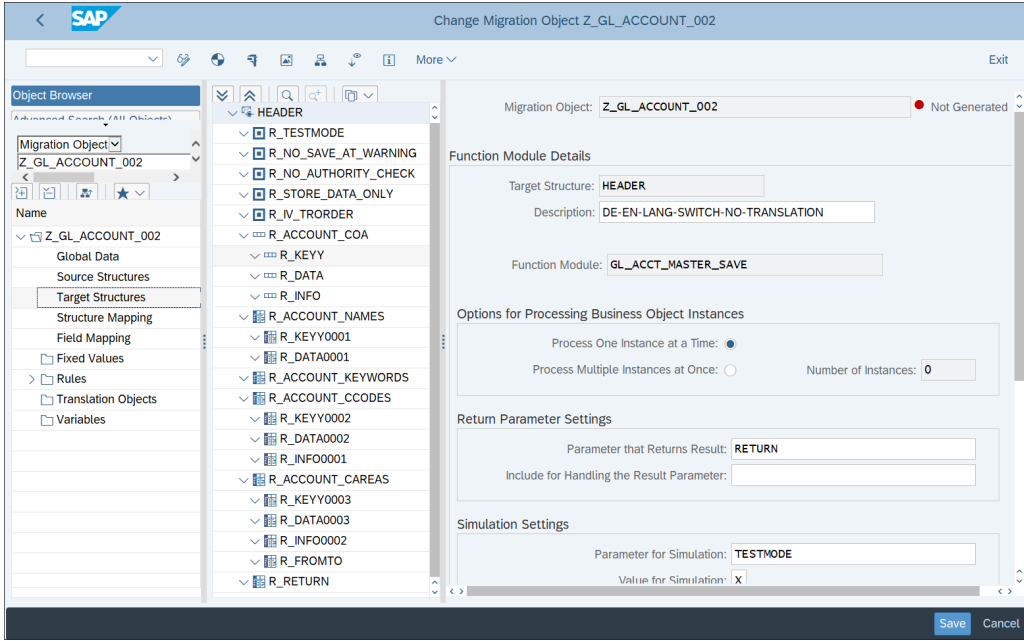 SAP
Change Migration Object Z_GL_ACCOUNT_002
More
Exit
Object Browser
Advanced Search (All Objects)
Migration Object
Z_GL_ACCOUNT_002
Name
Z_GL_ACCOUNT_002
Global Data
Source Structures
Target Structures
Structure Mapping
Field Mapping
Fixed Values
Rules
Translation Objects
Variables
HEADER
R_TESTMODE
R_NO_SAVE_AT_WARNING
R_NO_AUTHORITY_CHECK
R_STORE_DATA_ONLY
R_IV_TRORDER
R_ACCOUNT_COA
R_KEYY
R_DATA
R_INFO
R_ACCOUNT_NAMES
R_KEYY0001
R_DATA0001
R_ACCOUNT_KEYWORDS
R_ACCOUNT_CCODES
R_KEYY0002
R_DATA0002
R_INFO0001
R_ACCOUNT_CAREAS
R_KEYY0003
R_DATA0003
R_INFO0002
R_FROMTO
R_RETURN
Migration Object: Z_GL_ACCOUNT_002 Not Generated
Function Module Details
Target Structure: HEADER
Description: DE-EN-LANG-SWITCH-NO-TRANSLATION
Function Module: GL_ACCT_MASTER_SAVE
Options for Processing Business Object Instances
Process One Instance at a Time:
Process Multiple Instances at Once: Number of Instances: 0
Return Parameter Settings
Parameter that Returns Result: RETURN
Include for Handling the Result Parameter:
Simulation Settings
Parameter for Simulation: TESTMODE
Value for Simulation: X
Save Cancel